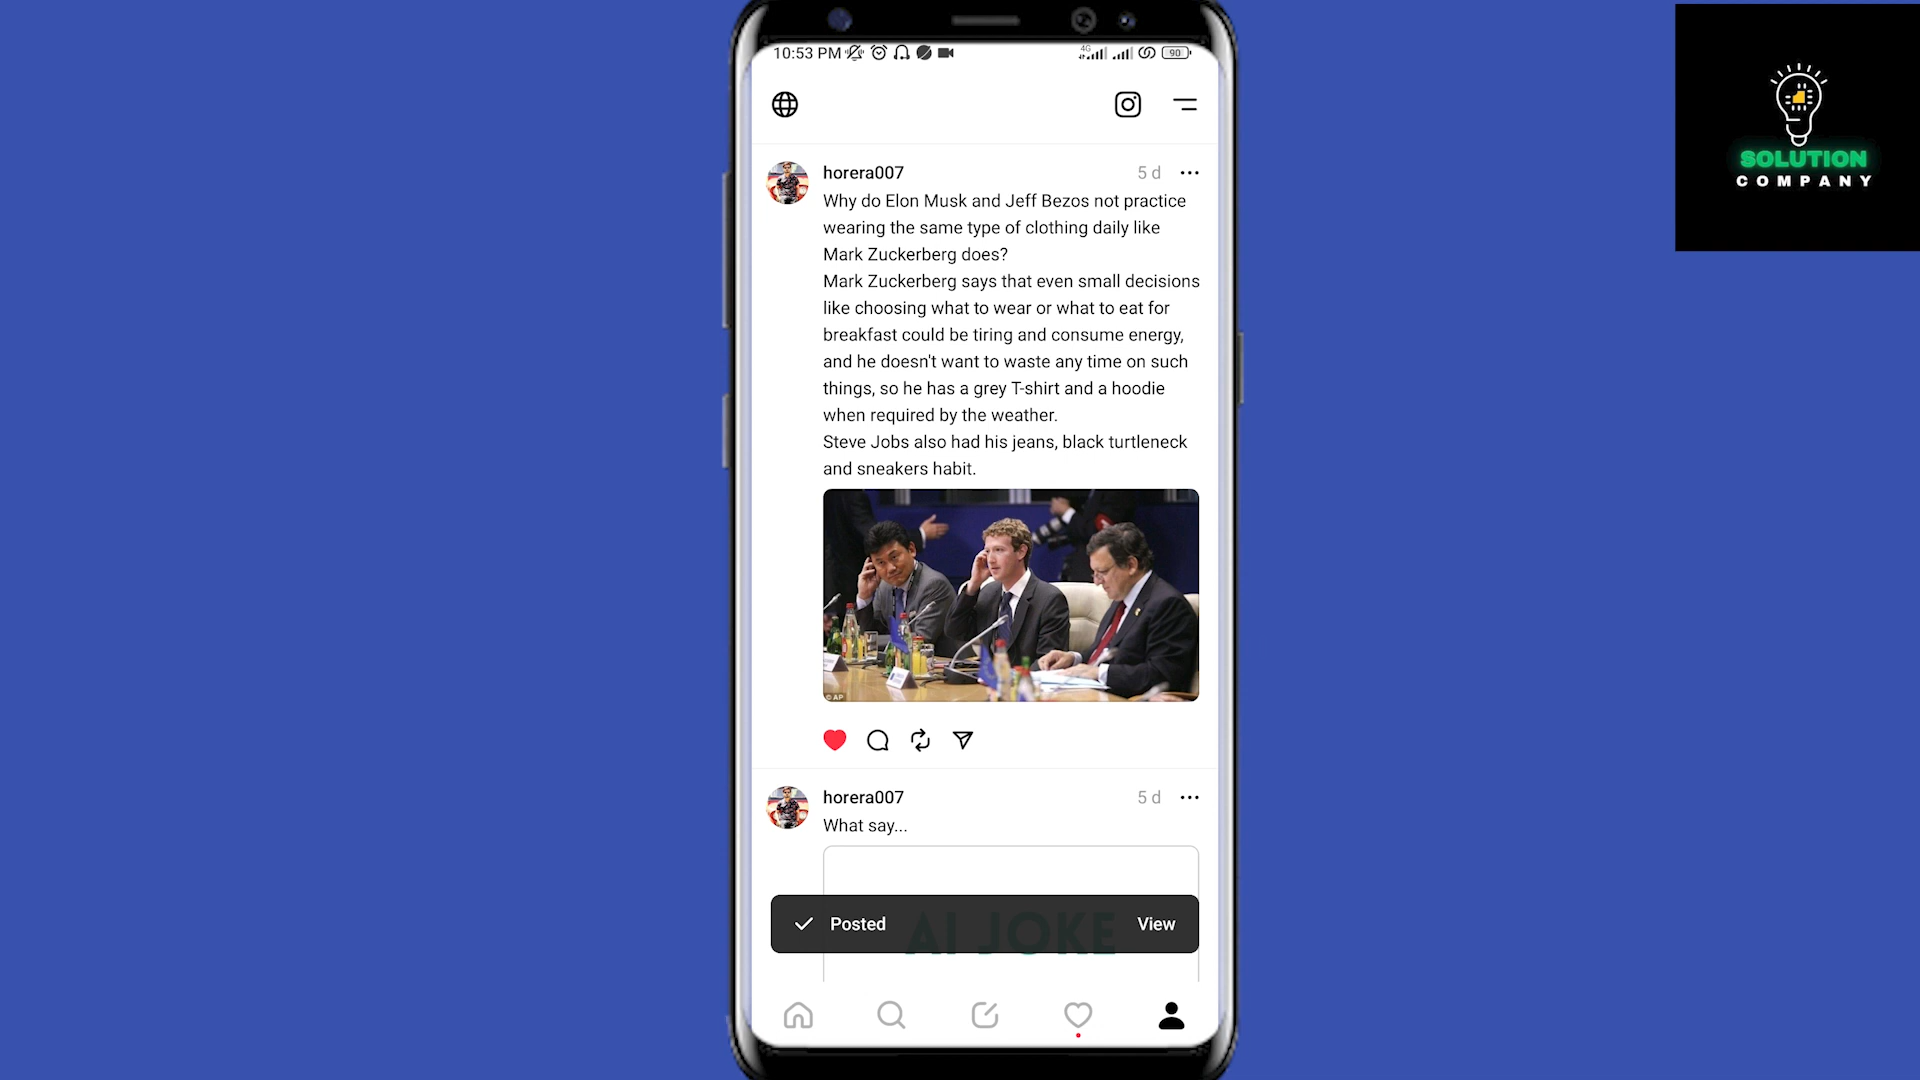 10:53 PM
4G
90
SOLUTION
COMPANY
horera007
5 d
Why do Elon Musk and Jeff Bezos not practice
wearing the same type of clothing daily like
Mark Zuckerberg does?
Mark Zuckerberg says that even small decisions
like choosing what to wear or what to eat for
breakfast could be tiring and consume energy,
and he doesn't want to waste any time on such
things, so he has a grey T-shirt and a hoodie
when required by the weather.
Steve Jobs also had his jeans, black turtleneck
and sneakers habit.
© AP
horera007
5 d
What say...
AI JOKE
Posted
View